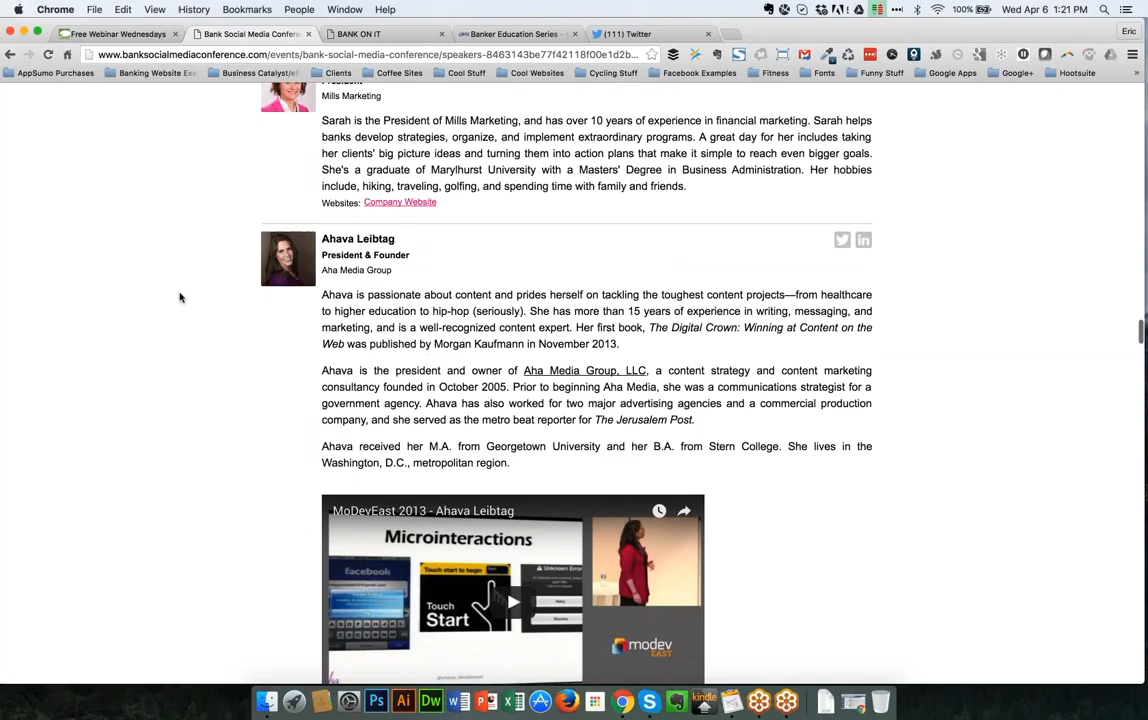 Chrome File Edit View History Bookmarks People Window Help 100% Wed Apr 6 1:21 PM
Free Webinar Wednesdays Bank Social Media Confere BANK ON IT Banker Education Series – (111) Twitter Eric
www.banksocialmediaconference.com/events/bank-social-media-conference/speakers-8463143be77f42118f00e1d2b...
AppSumo Purchases Banking Website Exa Business Catalyst/eF Clients Coffee Sites Cool Stuff Cool Websites Cycling Stuff Facebook Examples Fitness Fonts Funny Stuff Google Apps Google+ Hootsuite »
President
Mills Marketing
Sarah is the President of Mills Marketing, and has over 10 years of experience in financial marketing. Sarah helps
banks develop strategies, organize, and implement extraordinary programs. A great day for her includes taking
her clients' big picture ideas and turning them into action plans that make it simple to reach even bigger goals.
She's a graduate of Marylhurst University with a Masters' Degree in Business Administration. Her hobbies
include, hiking, traveling, golfing, and spending time with family and friends.
Websites: Company Website
Ahava Leibtag
President & Founder
Aha Media Group
Ahava is passionate about content and prides herself on tackling the toughest content projects—from healthcare
to higher education to hip-hop (seriously). She has more than 15 years of experience in writing, messaging, and
marketing, and is a well-recognized content expert. Her first book, The Digital Crown: Winning at Content on the
Web was published by Morgan Kaufmann in November 2013.
Ahava is the president and owner of Aha Media Group, LLC, a content strategy and content marketing
consultancy founded in October 2005. Prior to beginning Aha Media, she was a communications strategist for a
government agency. Ahava has also worked for two major advertising agencies and a commercial production
company, and she served as the metro beat reporter for The Jerusalem Post.
Ahava received her M.A. from Georgetown University and her B.A. from Stern College. She lives in the
Washington, D.C., metropolitan region.
MoDevEast 2013 - Ahava Leibtag
Microinteractions
facebook
Touch start to begin
Unknown Error
Touch
Start
modev
EAST
Ps Ai Dw kindle